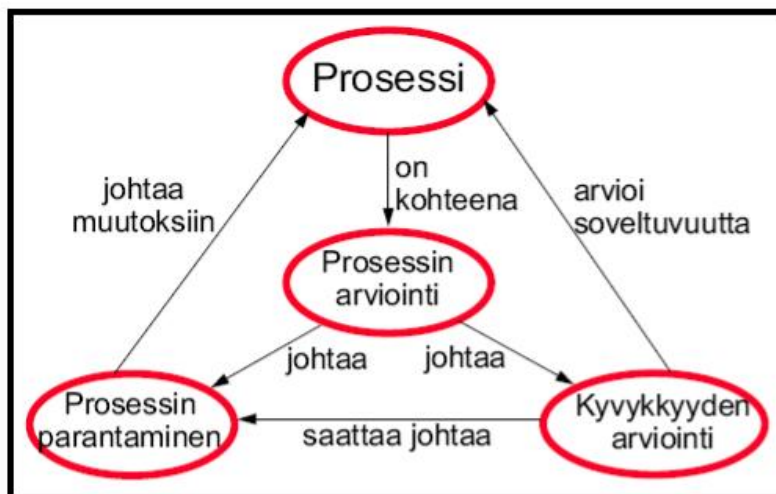 Prosessi
on
kohteena
johtaa
muutoksiin
arvioi
soveltuvuutta
Prosessin
arviointi
johtaa
johtaa
Prosessin
parantaminen
saattaa johtaa
Kyvykkyyden
arviointi